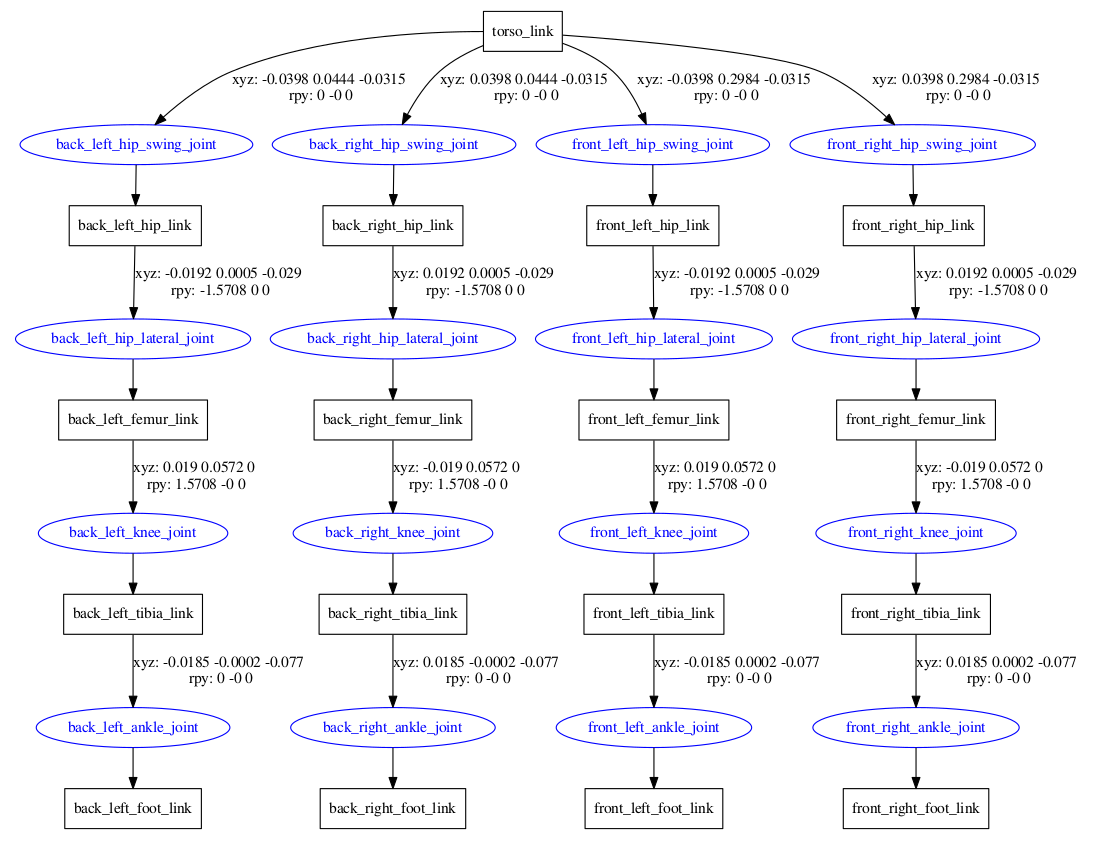 torso_link
xyz: -0.0398 0.0444 -0.0315
rpy: 0 -0 0
xyz: 0.0398 0.0444 -0.0315
rpy: 0 -0 0
xyz: -0.0398 0.2984 -0.0315
rpy: 0 -0 0
xyz: 0.0398 0.2984 -0.0315
rpy: 0 -0 0
back_left_hip_swing_joint
back_right_hip_swing_joint
front_left_hip_swing_joint
front_right_hip_swing_joint
back_left_hip_link
back_right_hip_link
front_left_hip_link
front_right_hip_link
xyz: -0.0192 0.0005 -0.029
rpy: -1.5708 0 0
xyz: 0.0192 0.0005 -0.029
rpy: -1.5708 0 0
xyz: -0.0192 0.0005 -0.029
rpy: -1.5708 0 0
xyz: 0.0192 0.0005 -0.029
rpy: -1.5708 0 0
back_left_hip_lateral_joint
back_right_hip_lateral_joint
front_left_hip_lateral_joint
front_right_hip_lateral_joint
back_left_femur_link
back_right_femur_link
front_left_femur_link
front_right_femur_link
xyz: 0.019 0.0572 0
rpy: 1.5708 -0 0
xyz: -0.019 0.0572 0
rpy: 1.5708 -0 0
xyz: 0.019 0.0572 0
rpy: 1.5708 -0 0
xyz: -0.019 0.0572 0
rpy: 1.5708 -0 0
back_left_knee_joint
back_right_knee_joint
front_left_knee_joint
front_right_knee_joint
back_left_tibia_link
back_right_tibia_link
front_left_tibia_link
front_right_tibia_link
xyz: -0.0185 -0.0002 -0.077
rpy: 0 -0 0
xyz: 0.0185 -0.0002 -0.077
rpy: 0 -0 0
xyz: -0.0185 0.0002 -0.077
rpy: 0 -0 0
xyz: 0.0185 0.0002 -0.077
rpy: 0 -0 0
back_left_ankle_joint
back_right_ankle_joint
front_left_ankle_joint
front_right_ankle_joint
back_left_foot_link
back_right_foot_link
front_left_foot_link
front_right_foot_link